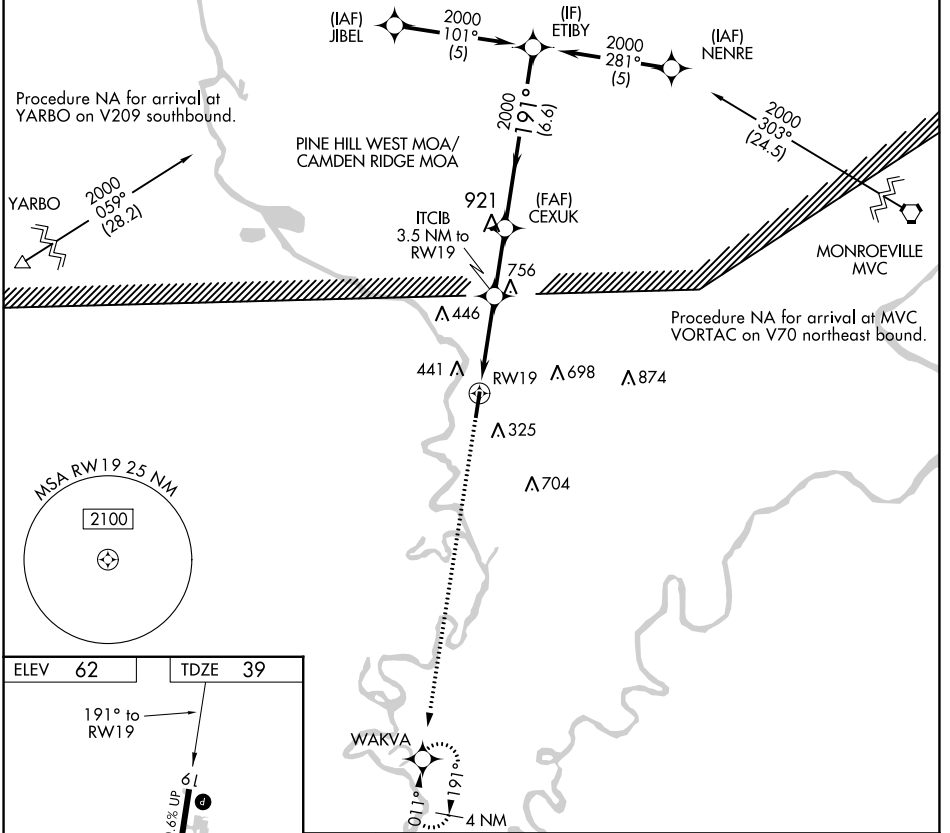 (IAF)
JIBEL
2000
101°
(5)
(IF)
ETIBY
2000
281°
(5)
(IAF)
NENRE
Procedure NA for arrival at
YARBO on V209 southbound.
2000
191°
(6.6)
2000
303°
(24.5)
PINE HILL WEST MOA/
CAMDEN RIDGE MOA
YARBO
2000
059°
(28.2)
921
(FAF)
CEXUK
ITCIB
3.5 NM to
RW19
MONROEVILLE
MVC
756
446
Procedure NA for arrival at MVC
VORTAC on V70 northeast bound.
441
RW19
698
874
325
704
MSA RW19 25 NM
2100
ELEV 62
TDZE 39
191° to
RW19
WAKVA
011°
191°
4 NM
19
P
.6% UP